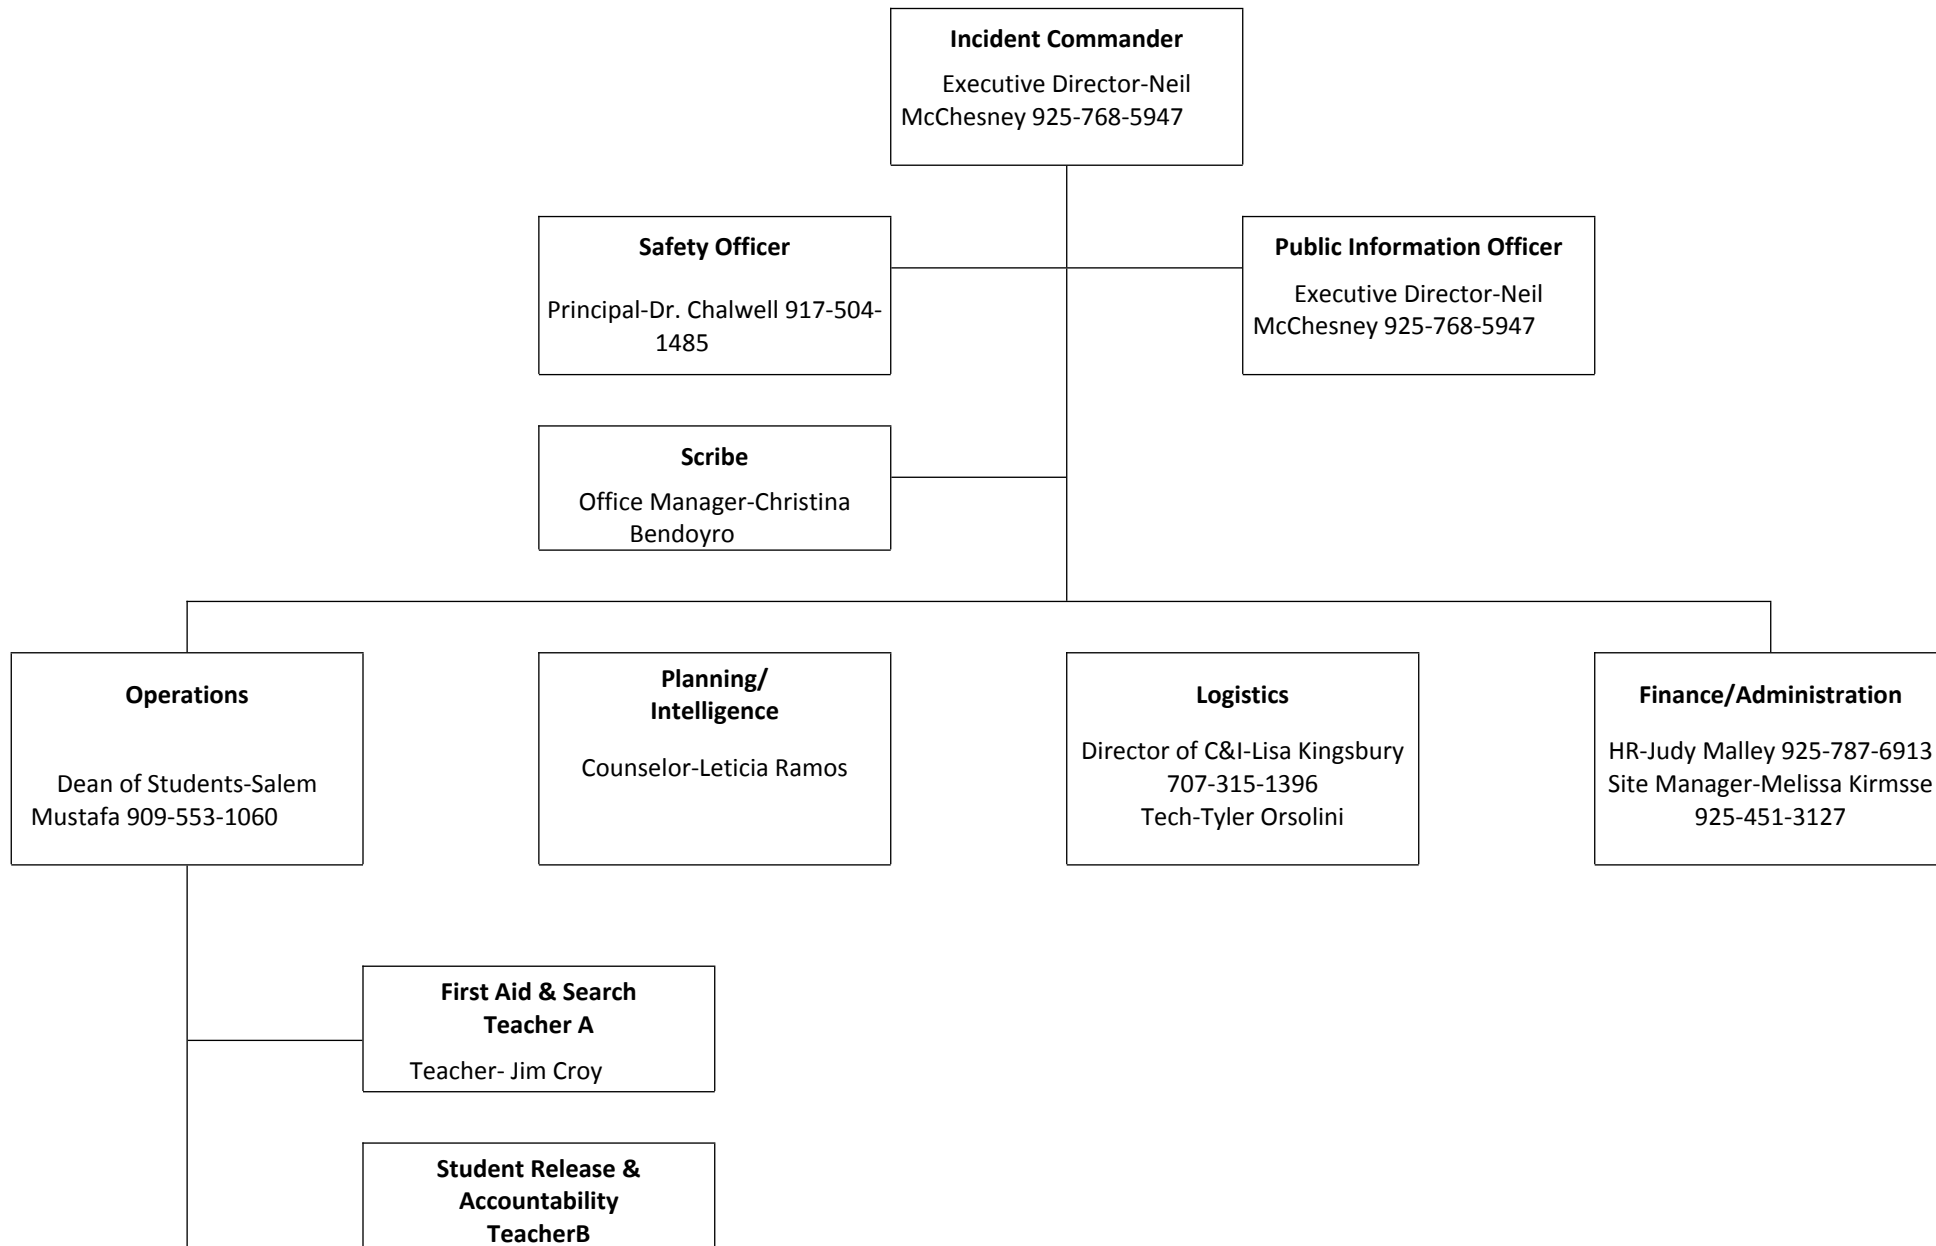 Incident Commander
Executive Director-Neil
McChesney 925-768-5947
Safety Officer
Principal-Dr. Chalwell 917-504-
1485
Public Information Officer
Executive Director-Neil
McChesney 925-768-5947
Scribe
Office Manager-Christina
Bendoyro
Operations
Dean of Students-Salem
Mustafa 909-553-1060
Planning/
Intelligence
Counselor-Leticia Ramos
Logistics
Director of C&I-Lisa Kingsbury
707-315-1396
Tech-Tyler Orsolini
Finance/Administration
HR-Judy Malley 925-787-6913
Site Manager-Melissa Kirmsse
925-451-3127
First Aid & Search
Teacher A
Teacher- Jim Croy
Student Release &
Accountability
TeacherB